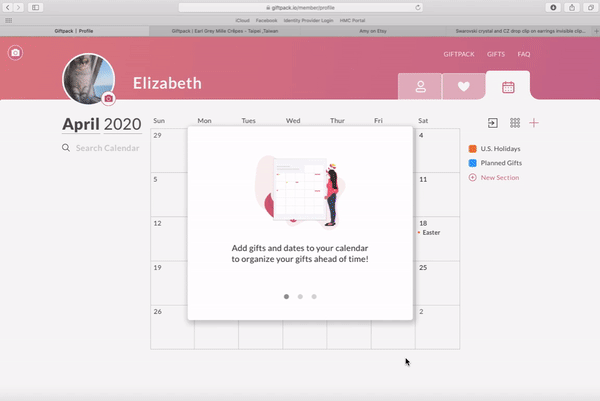 giftpack.io/member/profile
iCloud Facebook Identity Provider Login HMC Portal
Giftpack | Profile
Giftpack | Earl Grey Mille Crêpes - Taipei ,Taiwan
Amy on Etsy
Swarovski crystal and CZ drop clip on earrings invisible clip...
GIFTPACK GIFTS FAQ
Elizabeth
April 2020
Search Calendar
Sun Mon Tues Wed Thur Fri Sat
29 4
5 11
12 18
Easter
19 25
26 2
U.S. Holidays
Planned Gifts
New Section
Add gifts and dates to your calendar
to organize your gifts ahead of time!